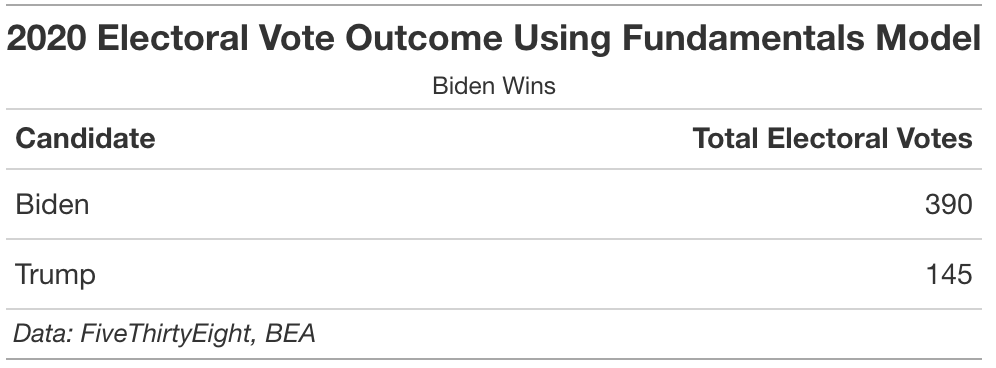 2020 Electoral Vote Outcome Using Fundamentals Model
Biden Wins
Candidate Total Electoral Votes
Biden 390
Trump 145
Data: FiveThirtyEight, BEA